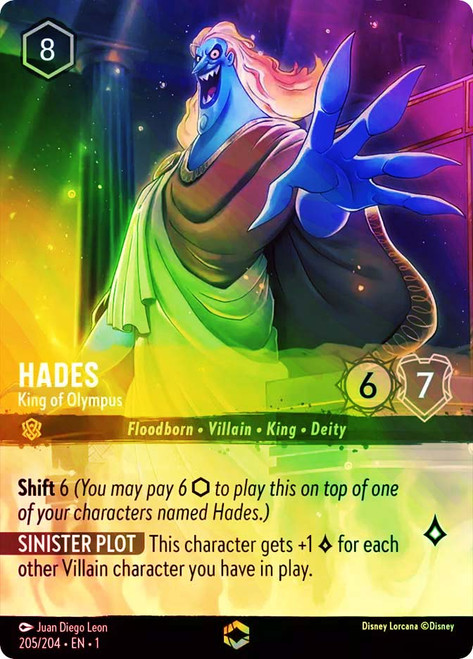 8
HADES
King of Olympus
6
7
Floodborn • Villain • King • Deity
Shift 6 (You may pay 6 to play this on top of one
of your characters named Hades.)
SINISTER PLOT This character gets +1 for each
other Villain character you have in play.
Juan Diego Leon
Disney Lorcana ©Disney
205/204 • EN • 1